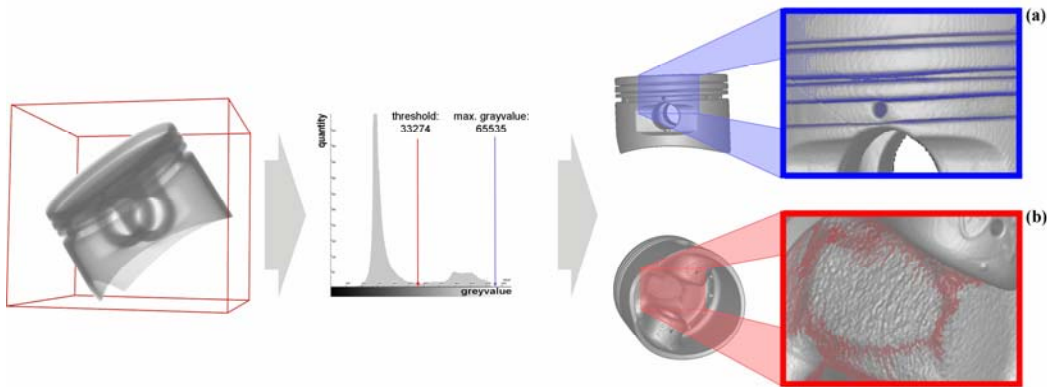 (a)
threshold:
33274
max. grayvalue:
65535
quantity
greyvalue
(b)